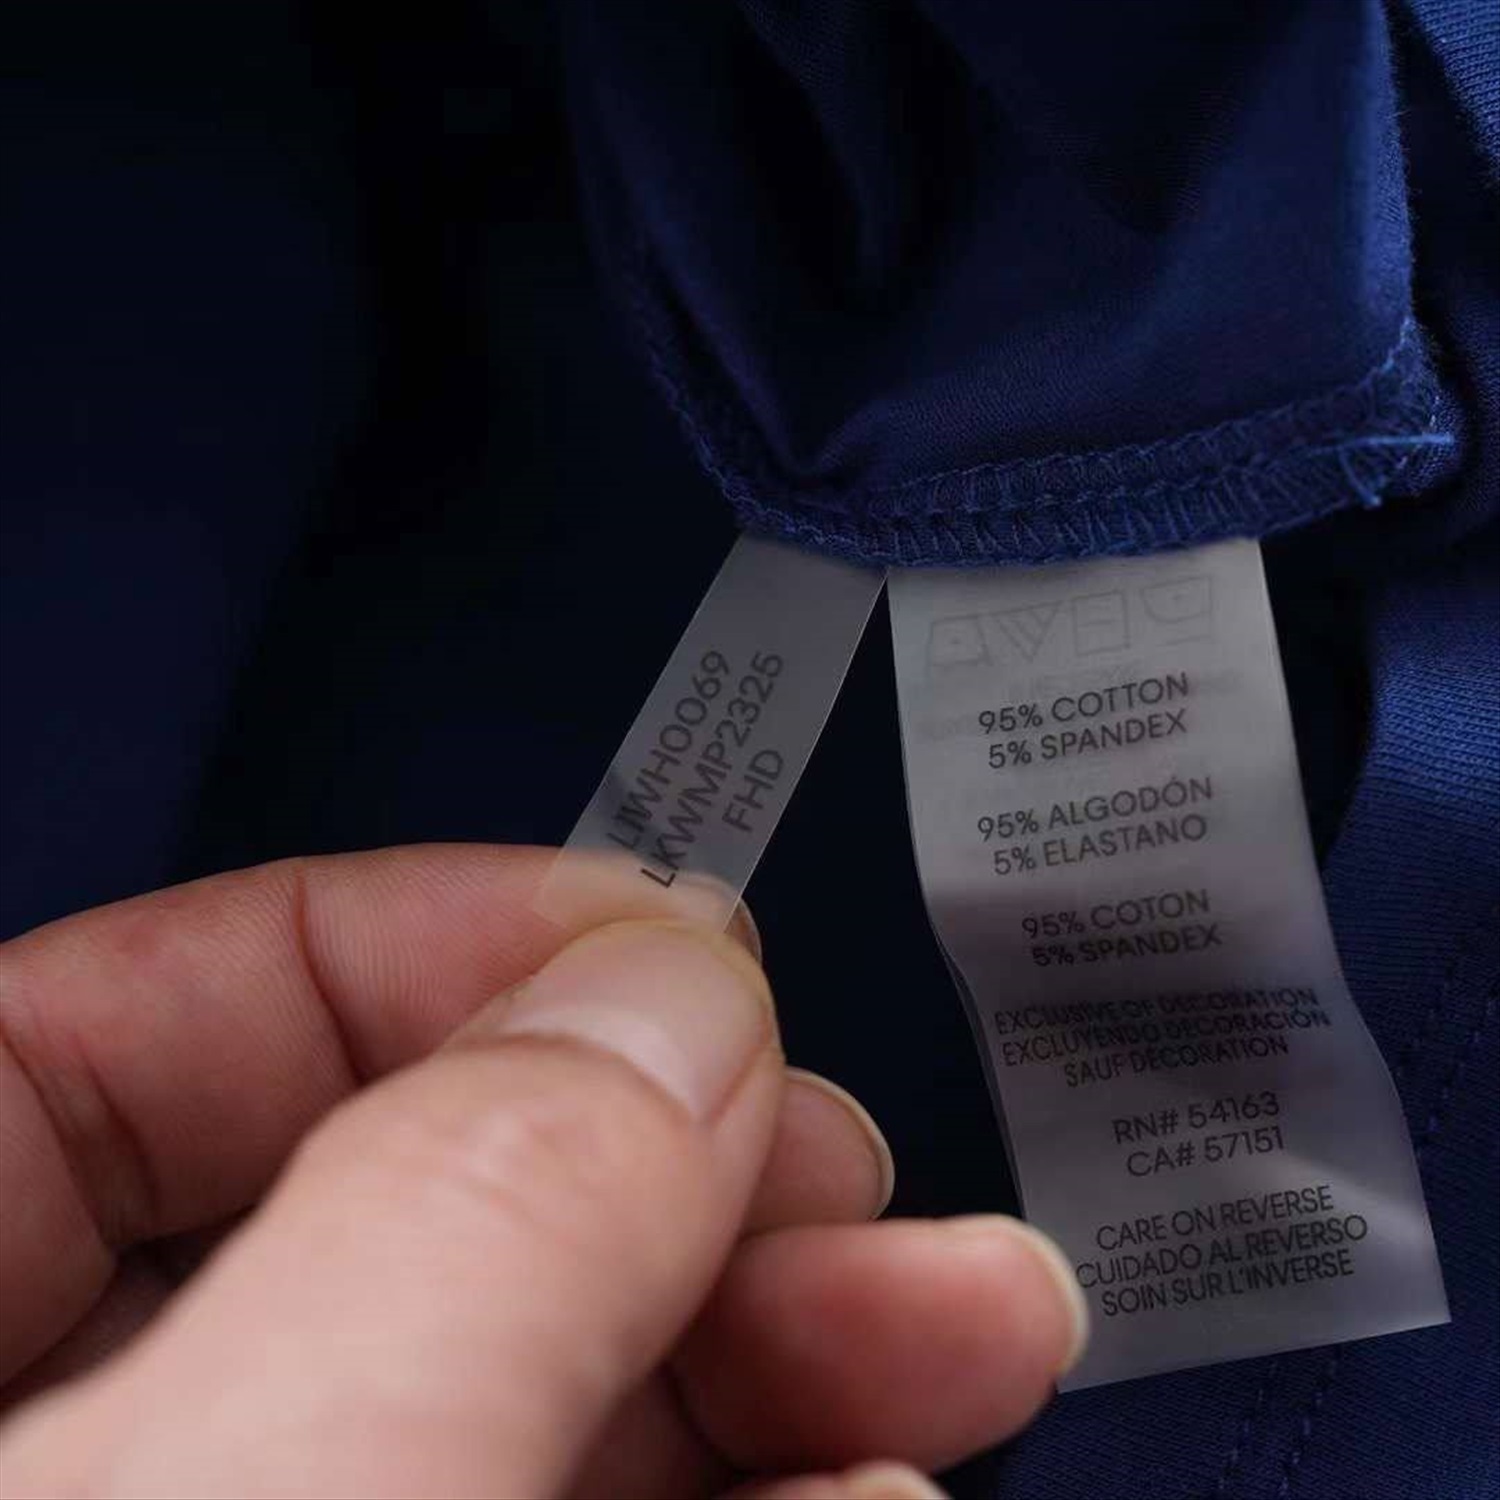 LIWH0069
LKWMP2325
FHD
95% COTTON
5% SPANDEX
95% ALGODÓN
5% ELASTANO
95% COTON
5% SPANDEX
EXCLUSIVE OF DECORATION
EXCLUYENDO DECORACIÓN
SAUF DÉCORATION
RN# 54163
CA# 57151
CARE ON REVERSE
CUIDADO AL REVERSO
SOIN SUR L'INVERSE